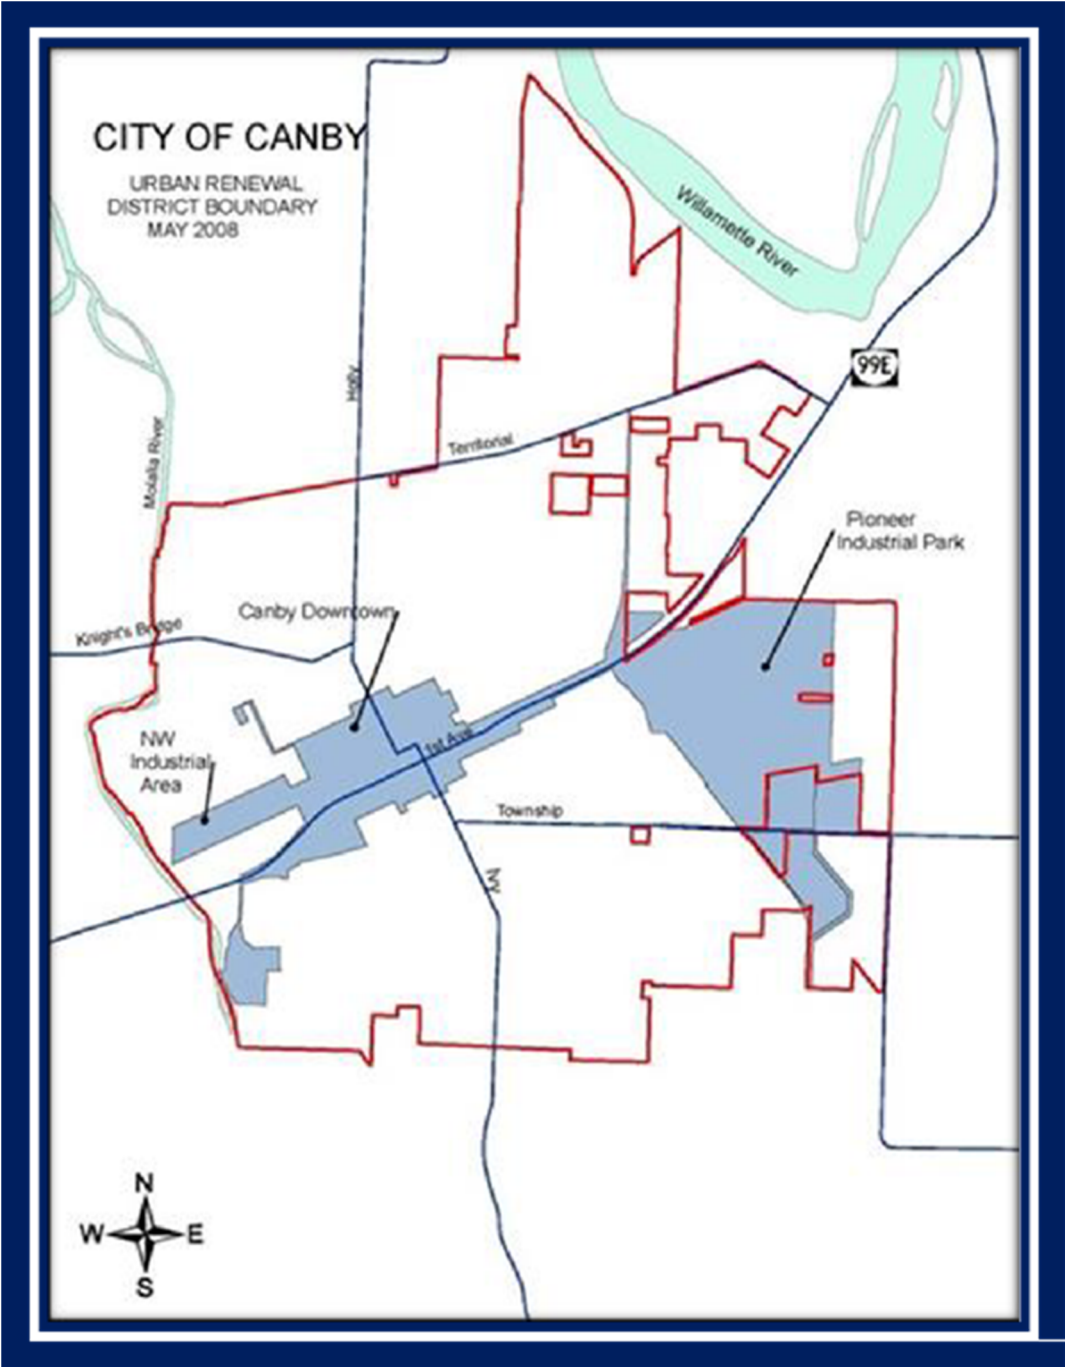 CITY OF CANBY
URBAN RENEWAL
DISTRICT BOUNDARY
MAY 2008
Willamette River
99E
Holly
Territorial
Molalla River
Pioneer
Industrial Park
Canby Downtown
Knight's Bridge
1st Ave
NW
Industrial
Area
Township
IVY
N
W E
S